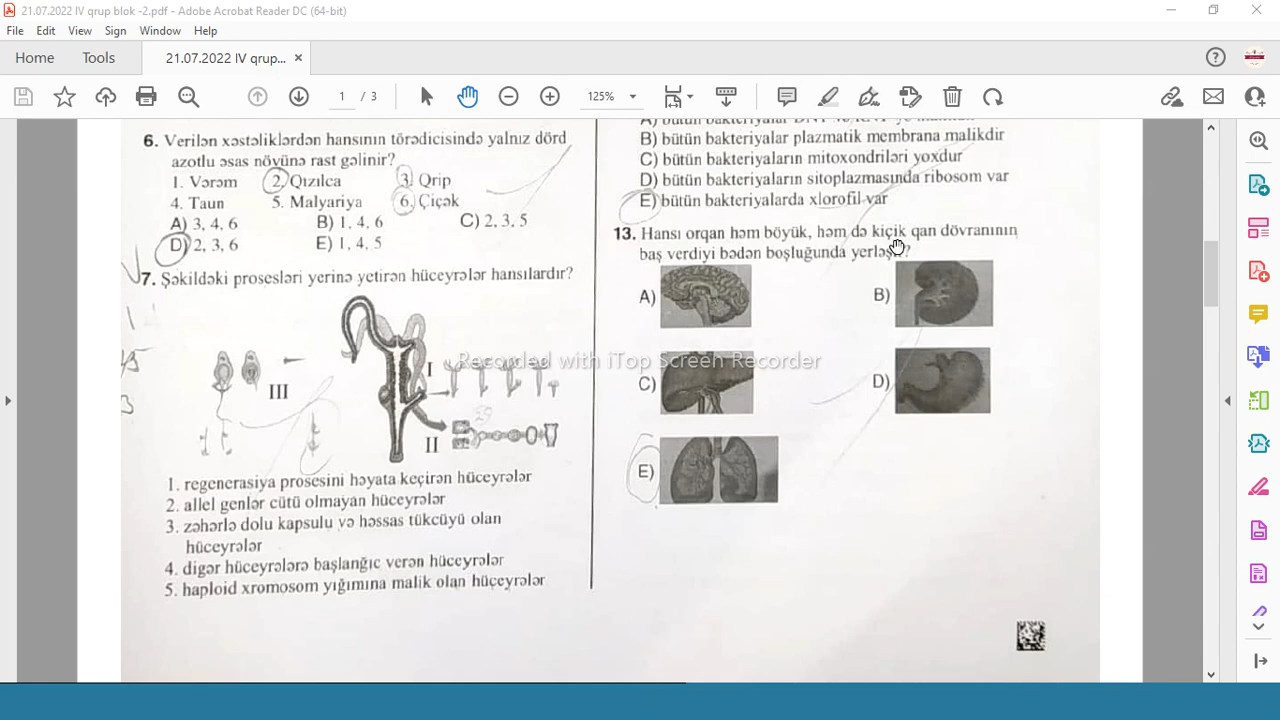 21.07.2022 IV qrup blok -2.pdf - Adobe Acrobat Reader DC (64-bit)
File Edit View Sign Window Help
Home Tools 21.07.2022 IV qrup... ×
1 / 3 125%
6. Verilən xəstəliklərdən hansının törədicisində yalnız dörd
azotlu əsas növünə rast gəlinir?
1. Vərəm 2. Qızılca 3. Qrip
4. Taun 5. Malyariya 6. Çiçək
A) 3, 4, 6 B) 1, 4, 6 C) 2, 3, 5
D) 2, 3, 6 E) 1, 4, 5
7. Şəkildəki prosesləri yerinə yetirən hüceyrələr hansılardır?
I
III
II
1. regenerasiya prosesini həyata keçirən hüceyrələr
2. allel genlər cütü olmayan hüceyrələr
3. zəhərlə dolu kapsulu və həssas tükcüyü olan
hüceyrələr
4. digər hüceyrələrə başlanğıc verən hüceyrələr
5. haploid xromosom yığımına malik olan hüceyrələr
A) bütün bakteriyalar
B) bütün bakteriyalar plazmatik membrana malikdir
C) bütün bakteriyaların mitoxondriləri yoxdur
D) bütün bakteriyaların sitoplazmasında ribosom var
E) bütün bakteriyalarda xlorofil var
13. Hansı orqan həm böyük, həm də kiçik qan dövranının
baş verdiyi bədən boşluğunda yerləşir?
A) B)
C) D)
E)
Recorded with iTop Screen Recorder